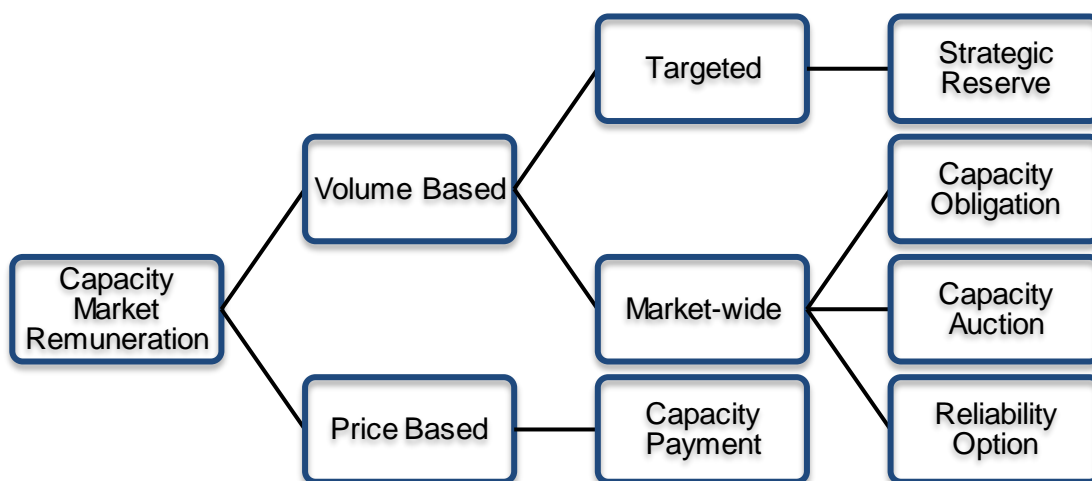 Targeted
Strategic
Reserve
Volume Based
Capacity
Obligation
Capacity
Market
Remuneration
Market-wide
Capacity
Auction
Price Based
Capacity
Payment
Reliability
Option